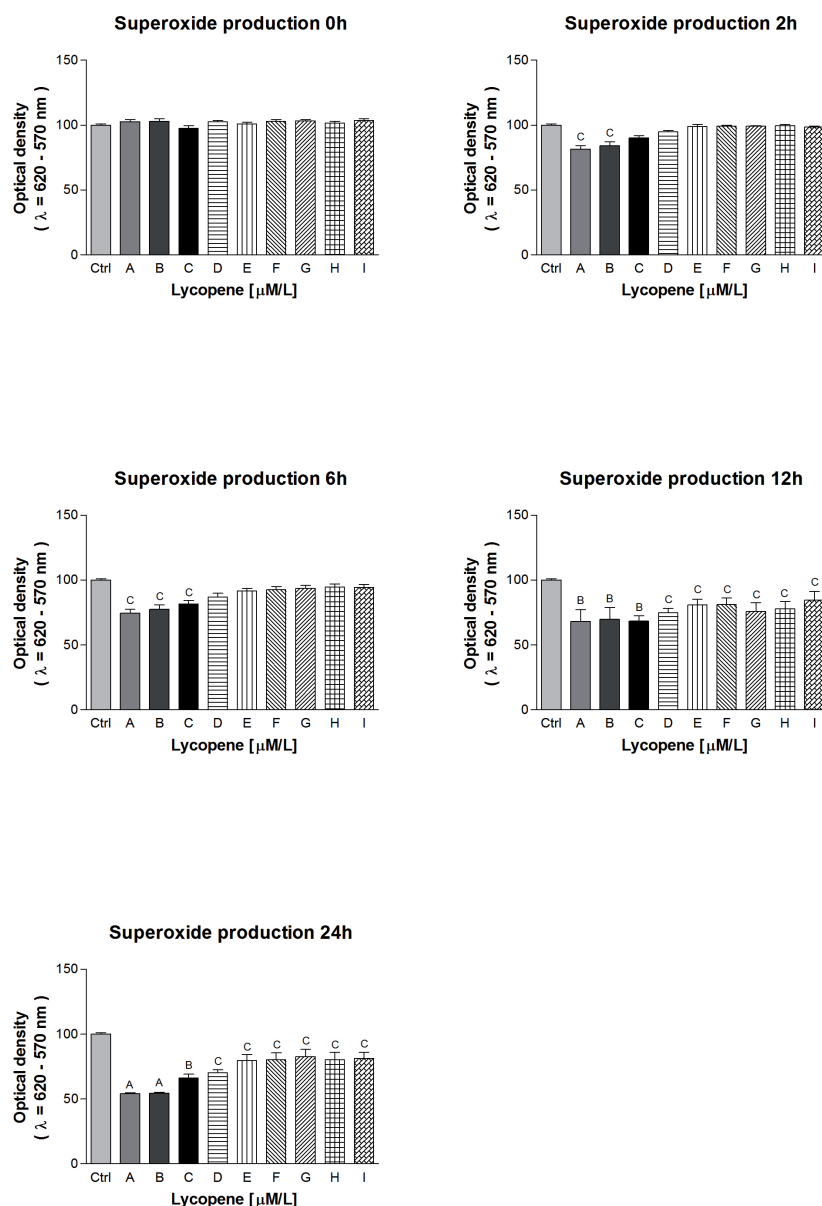 Superoxide production 0h
150
100
50
0
Optical density
( λ = 620 - 570 nm )
Ctrl A B C D E F G H I
Lycopene [μM/L]
Superoxide production 2h
150
100
50
0
Optical density
( λ = 620 - 570 nm )
C C
Ctrl A B C D E F G H I
Lycopene [μM/L]
Superoxide production 6h
150
100
50
0
Optical density
( λ = 620 - 570 nm )
C C C
Ctrl A B C D E F G H I
Lycopene [μM/L]
Superoxide production 12h
150
100
50
0
Optical density
( λ = 620 - 570 nm )
B B B C C C C C C
Ctrl A B C D E F G H I
Lycopene [μM/L]
Superoxide production 24h
150
100
50
0
Optical density
( λ = 620 - 570 nm )
A A B C C C C C C
Ctrl A B C D E F G H I
Lycopene [μM/L]